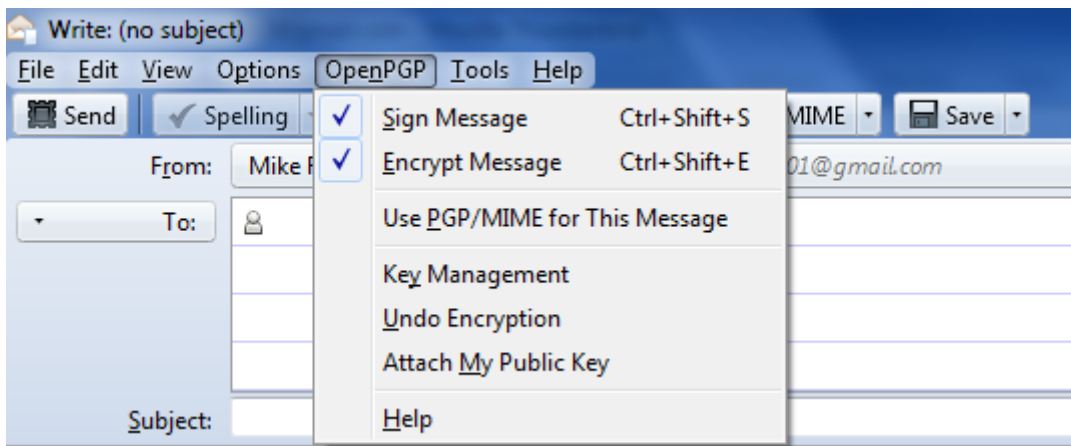 Write: (no subject)
File Edit View Options OpenPGP Tools Help
Send Spelling MIME Save
Sign Message Ctrl+Shift+S
Encrypt Message Ctrl+Shift+E
From: Mike 01@gmail.com
To:
Use PGP/MIME for This Message
Key Management
Undo Encryption
Attach My Public Key
Subject:
Help